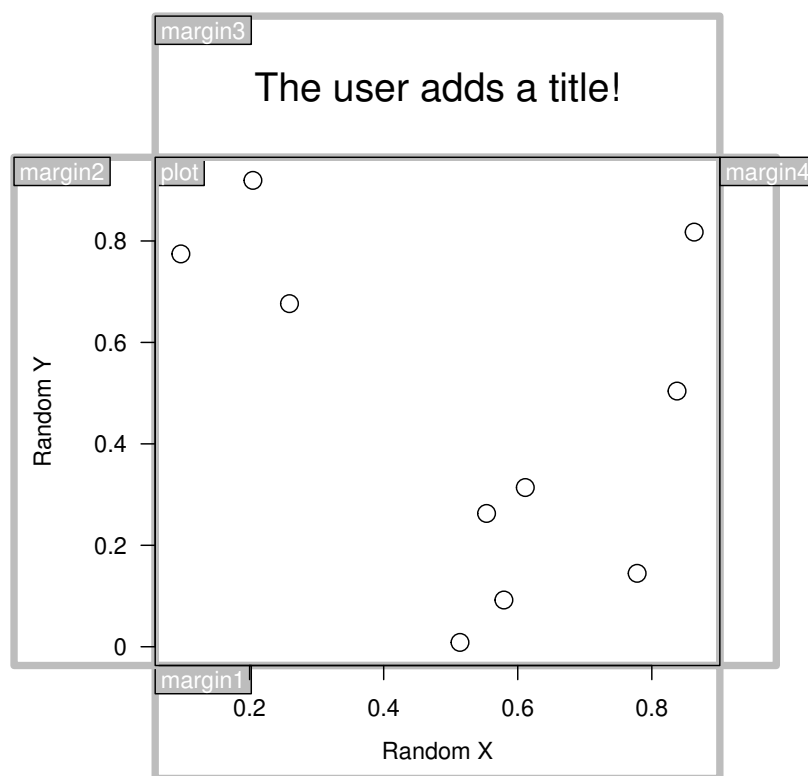 margin3
The user adds a title!
margin2
plot
margin4
0.8
0.6
0.4
0.2
0
Random Y
margin1
0.2 0.4 0.6 0.8
Random X